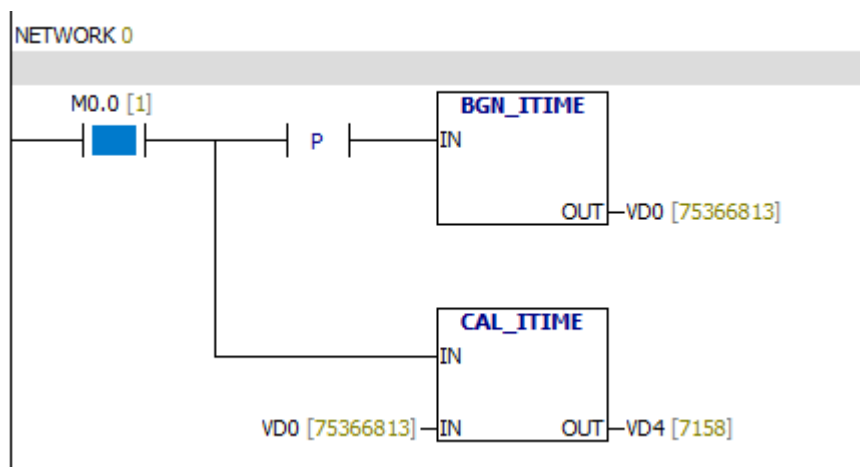 NETWORK 0
M0.0 [1]
P
BGN_ITIME
IN
OUT VD0 [75366813]
CAL_ITIME
IN
VD0 [75366813] IN OUT VD4 [7158]